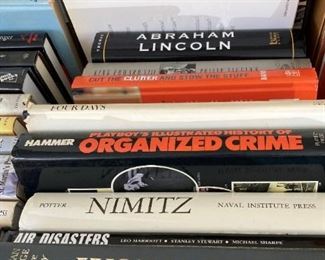 ABRAHAM
LINCOLN
CUT THE CLUTTER AND STOW THE STUFF
FOUR DAYS
HAMMER
PLAYBOY'S ILLUSTRATED HISTORY OF
ORGANIZED CRIME
POTTER
NIMITZ
NAVAL INSTITUTE PRESS
AIR DISASTERS
LEO MARRIOTT • STANLEY STEWART • MICHAEL SHARPE